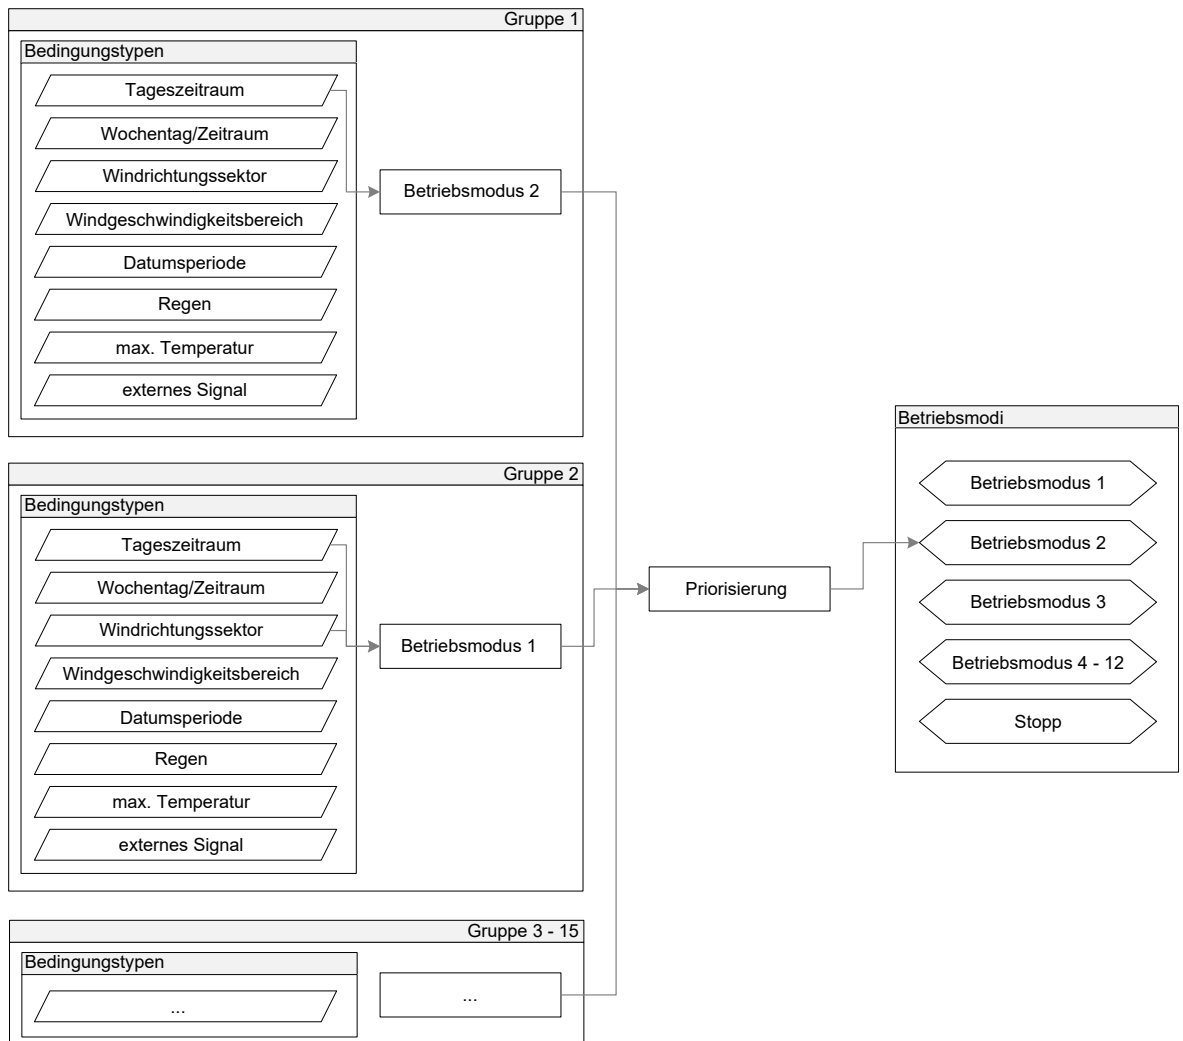 Gruppe 1
Bedingungstypen
Tageszeitraum
Wochentag/Zeitraum
Windrichtungssektor
Windgeschwindigkeitsbereich
Datumsperiode
Regen
max. Temperatur
externes Signal
Betriebsmodus 2
Gruppe 2
Bedingungstypen
Tageszeitraum
Wochentag/Zeitraum
Windrichtungssektor
Windgeschwindigkeitsbereich
Datumsperiode
Regen
max. Temperatur
externes Signal
Betriebsmodus 1
Gruppe 3 - 15
Bedingungstypen
...
...
Priorisierung
Betriebsmodi
Betriebsmodus 1
Betriebsmodus 2
Betriebsmodus 3
Betriebsmodus 4 - 12
Stopp